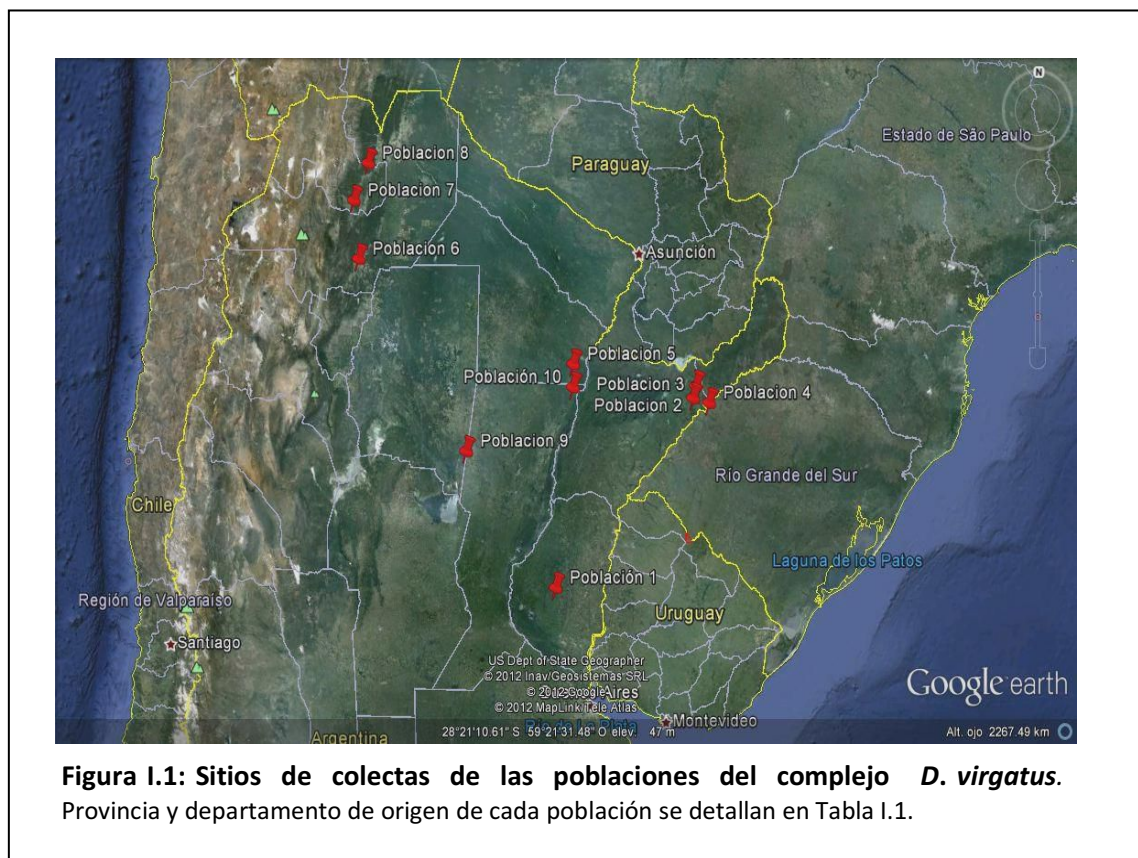 N
Estado de São Paulo
Poblacion 8
Paraguay
Poblacion 7
Poblacion 6
Asunción
Poblacion 5
Población 10
Poblacion 3
Poblacion 2
Poblacion 4
Poblacion 9
Río Grande del Sur
Chile
Laguna de los Patos
Población 1
Región de Valparaíso
Uruguay
Santiago
US Dept of State Geographer
© 2012 Inav/Geosistemas SRL
© 2012 Google
Aires
© 2012 MapLink/Tele Atlas
Google earth
Río de La Plata
Montevideo
Argentina
28°21'10.61" S 59°21'31.48" O elev. 47 m
Alt. ojo 2267.49 km
Figura I.1: Sitios de colectas de las poblaciones del complejo D. virgatus.
Provincia y departamento de origen de cada población se detallan en Tabla I.1.